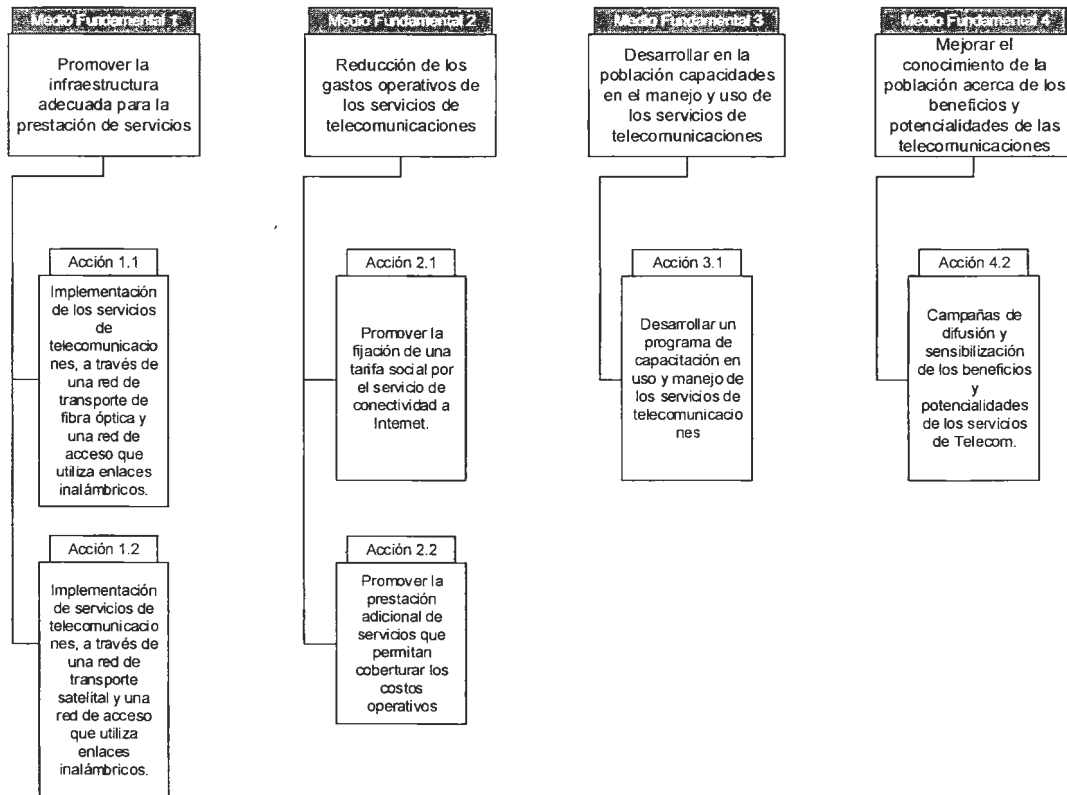 Medio Fundamental 1
Promover la
infraestructura
adecuada para la
prestación de servicios
Acción 1.1
Implementación
de los servicios
de
telecomunicacio
nes, a través de
una red de
transporte de
fibra óptica y
una red de
acceso que
utiliza enlaces
inalámbricos.
Acción 1.2
Implementación
de servicios de
telecomunicacio
nes, a través de
una red de
transporte
satelital y una
red de acceso
que utiliza
enlaces
inalámbricos.
Medio Fundamental 2
Reducción de los
gastos operativos de
los servicios de
telecomunicaciones
Acción 2.1
Promover la
fijación de una
tarifa social por
el servicio de
conectividad a
Internet.
Acción 2.2
Promover la
prestación
adicional de
servicios que
permitan
coberturar los
costos
operativos
Medio Fundamental 3
Desarrollar en la
población capacidades
en el manejo y uso de
los servicios de
telecomunicaciones
Acción 3.1
Desarrollar un
programa de
capacitación en
uso y manejo de
los servicios de
telecomunicacio
nes
Medio Fundamental 4
Mejorar el
conocimiento de la
población acerca de los
beneficios y
potencialidades de las
telecomunicaciones
Acción 4.2
Campañas de
difusión y
sensibilización
de los beneficios
y
potencialidades
de los servicios
de Telecom.